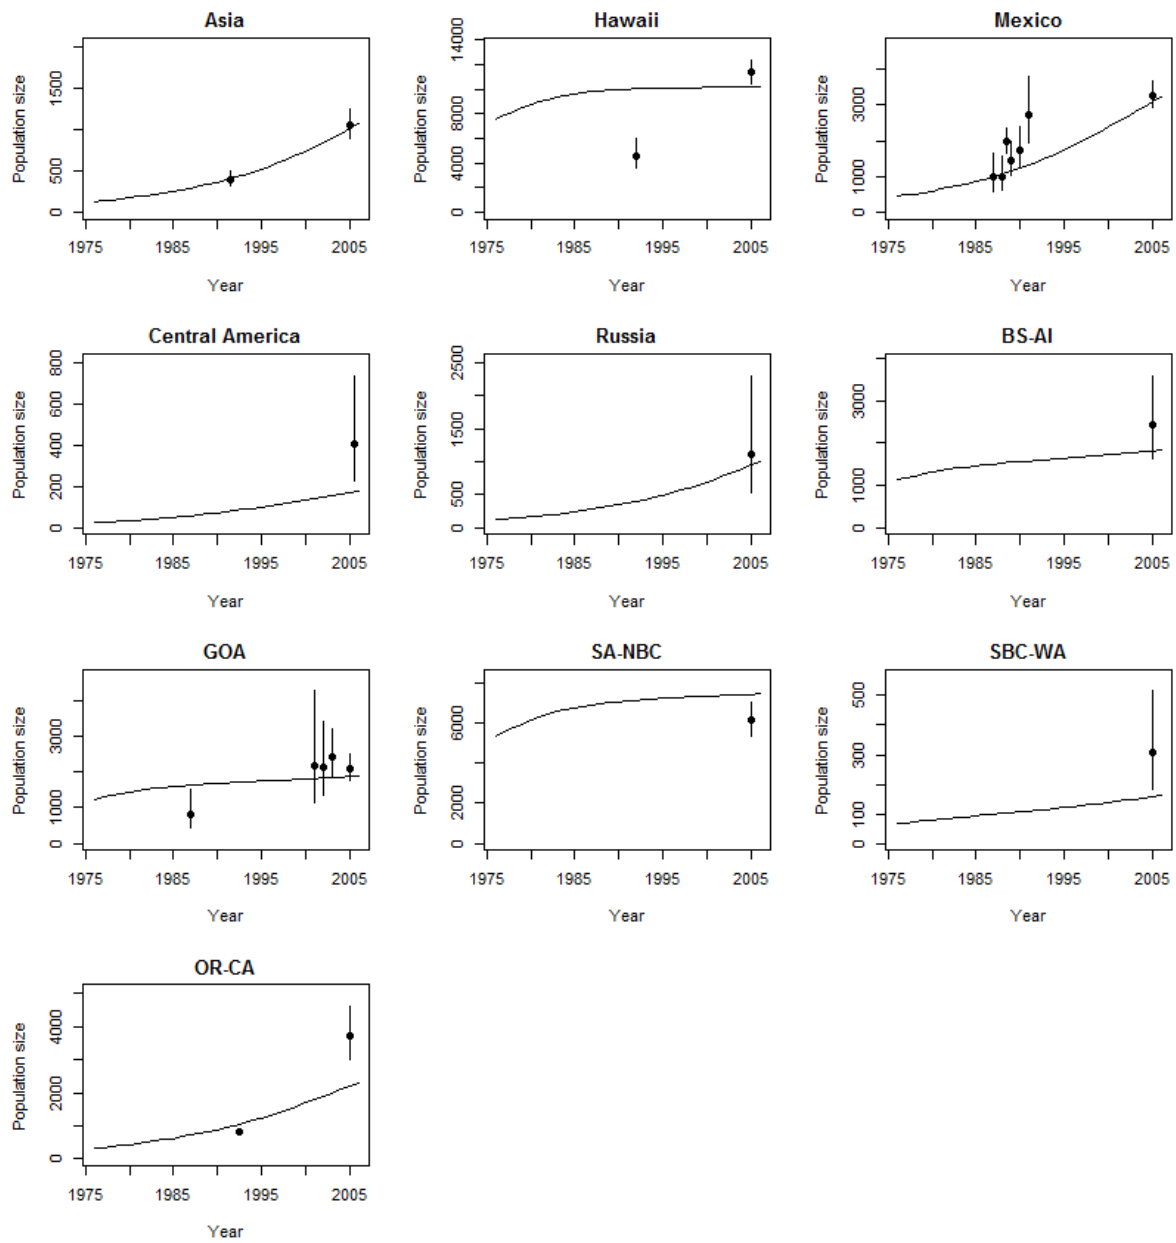 Asia
Population size
1500
500
0
1975 1985 1995 2005
Year
Hawaii
Population size
14000
8000
4000
0
1975 1985 1995 2005
Year
Mexico
Population size
3000
1000
0
1975 1985 1995 2005
Year
Central America
Population size
800
600
400
200
0
1975 1985 1995 2005
Year
Russia
Population size
2500
1500
500
0
1975 1985 1995 2005
Year
BS-AI
Population size
3000
1000
0
1975 1985 1995 2005
Year
GOA
Population size
3000
1000
0
1975 1985 1995 2005
Year
SA-NBC
Population size
6000
2000
0
1975 1985 1995 2005
Year
SBC-WA
Population size
500
300
100
0
1975 1985 1995 2005
Year
OR-CA
Population size
4000
2000
0
1975 1985 1995 2005
Year